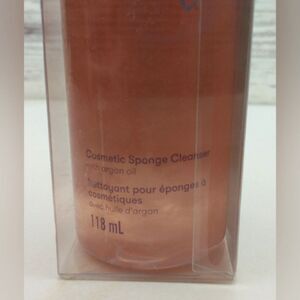 Cosmetic Sponge Cleanser
with argan oil
Nettoyant pour éponges à
cosmétiques
avec huile d'argan
118 mL